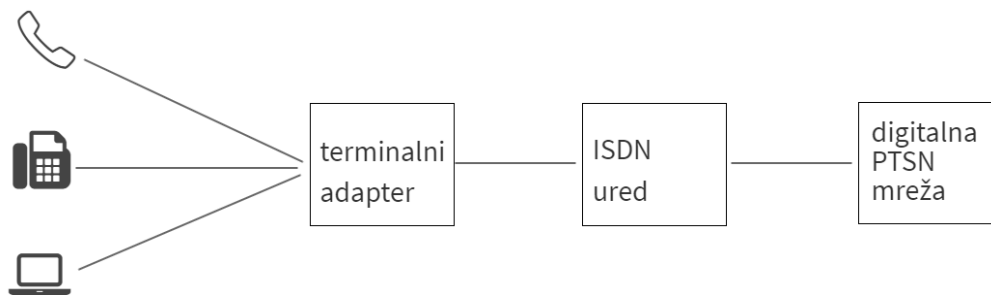 terminalni
adapter
ISDN
ured
digitalna
PTSN
mreža